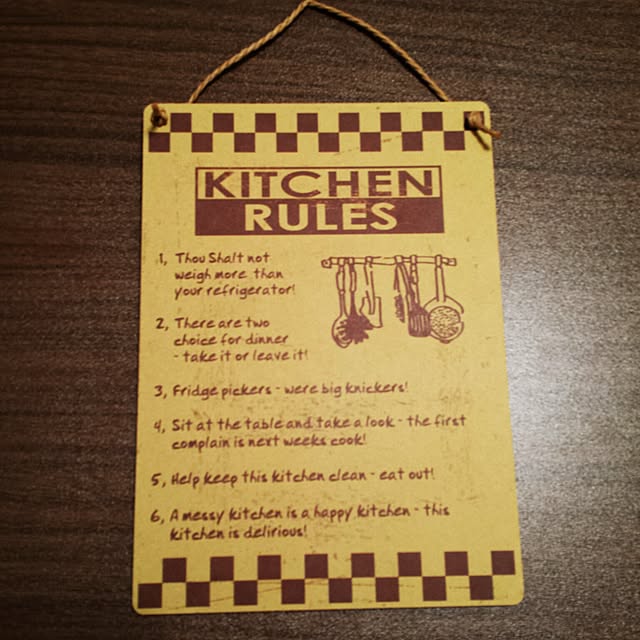 KITCHEN
RULES
1, Thou Shalt not
weigh more than
your refrigerator!
2, There are two
choice for dinner
- take it or leave it!
3, Fridge pickers - were big knickers!
4, Sit at the table and take a look - the first
complain is next weeks cook!
5, Help keep this kitchen clean - eat out!
6, A messy kitchen is a happy kitchen - this
kitchen is delirious!